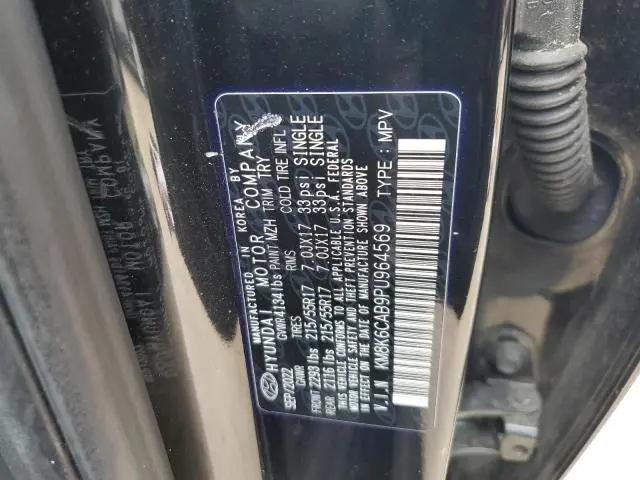 MANUFACTURED IN KOREA BY
HYUNDAI MOTOR COMPANY
SEP/2022 GVWR 4134lbs PAINT MZH TRIM TRY
GAWR TIRES RIMS COLD TIRE INFL
FRONT 2293 lbs 215/55R17 7.0JX17 33psi SINGLE
REAR 2116 lbs 215/55R17 7.0JX17 33psi SINGLE
THIS VEHICLE CONFORMS TO ALL APPLICABLE U.S.A. FEDERAL
MOTOR VEHICLE SAFETY AND THEFT PREVENTION STANDARDS
IN EFFECT ON THE DATE OF MANUFACTURE SHOWN ABOVE.
V.I.N KM8K6CAB9PU964569 TYPE : MPV